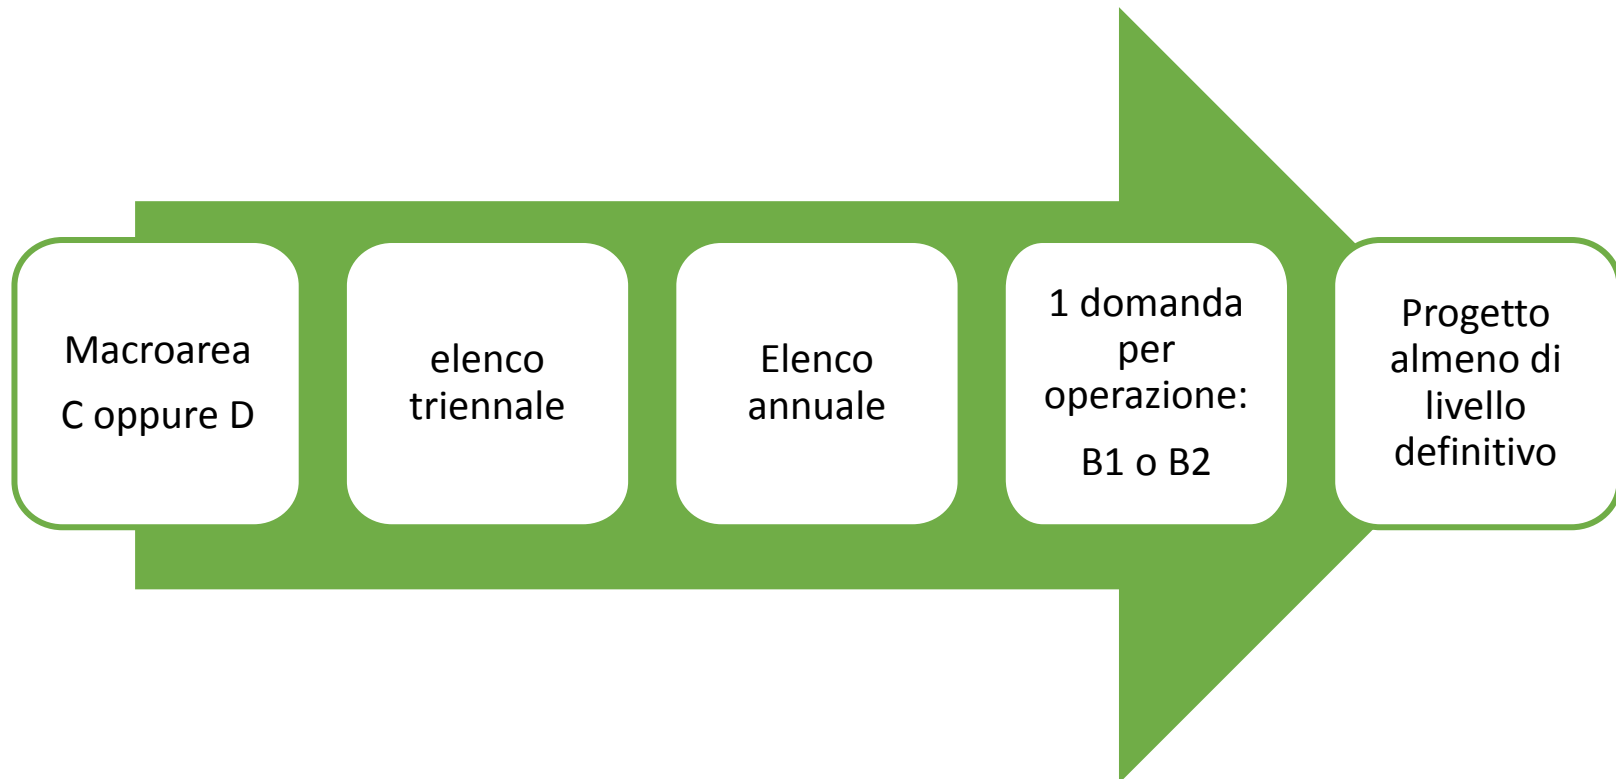 Macroarea
C oppure D
elenco
triennale
Elenco
annuale
1 domanda
per
operazione:
B1 o B2
Progetto
almeno di
livello
definitivo